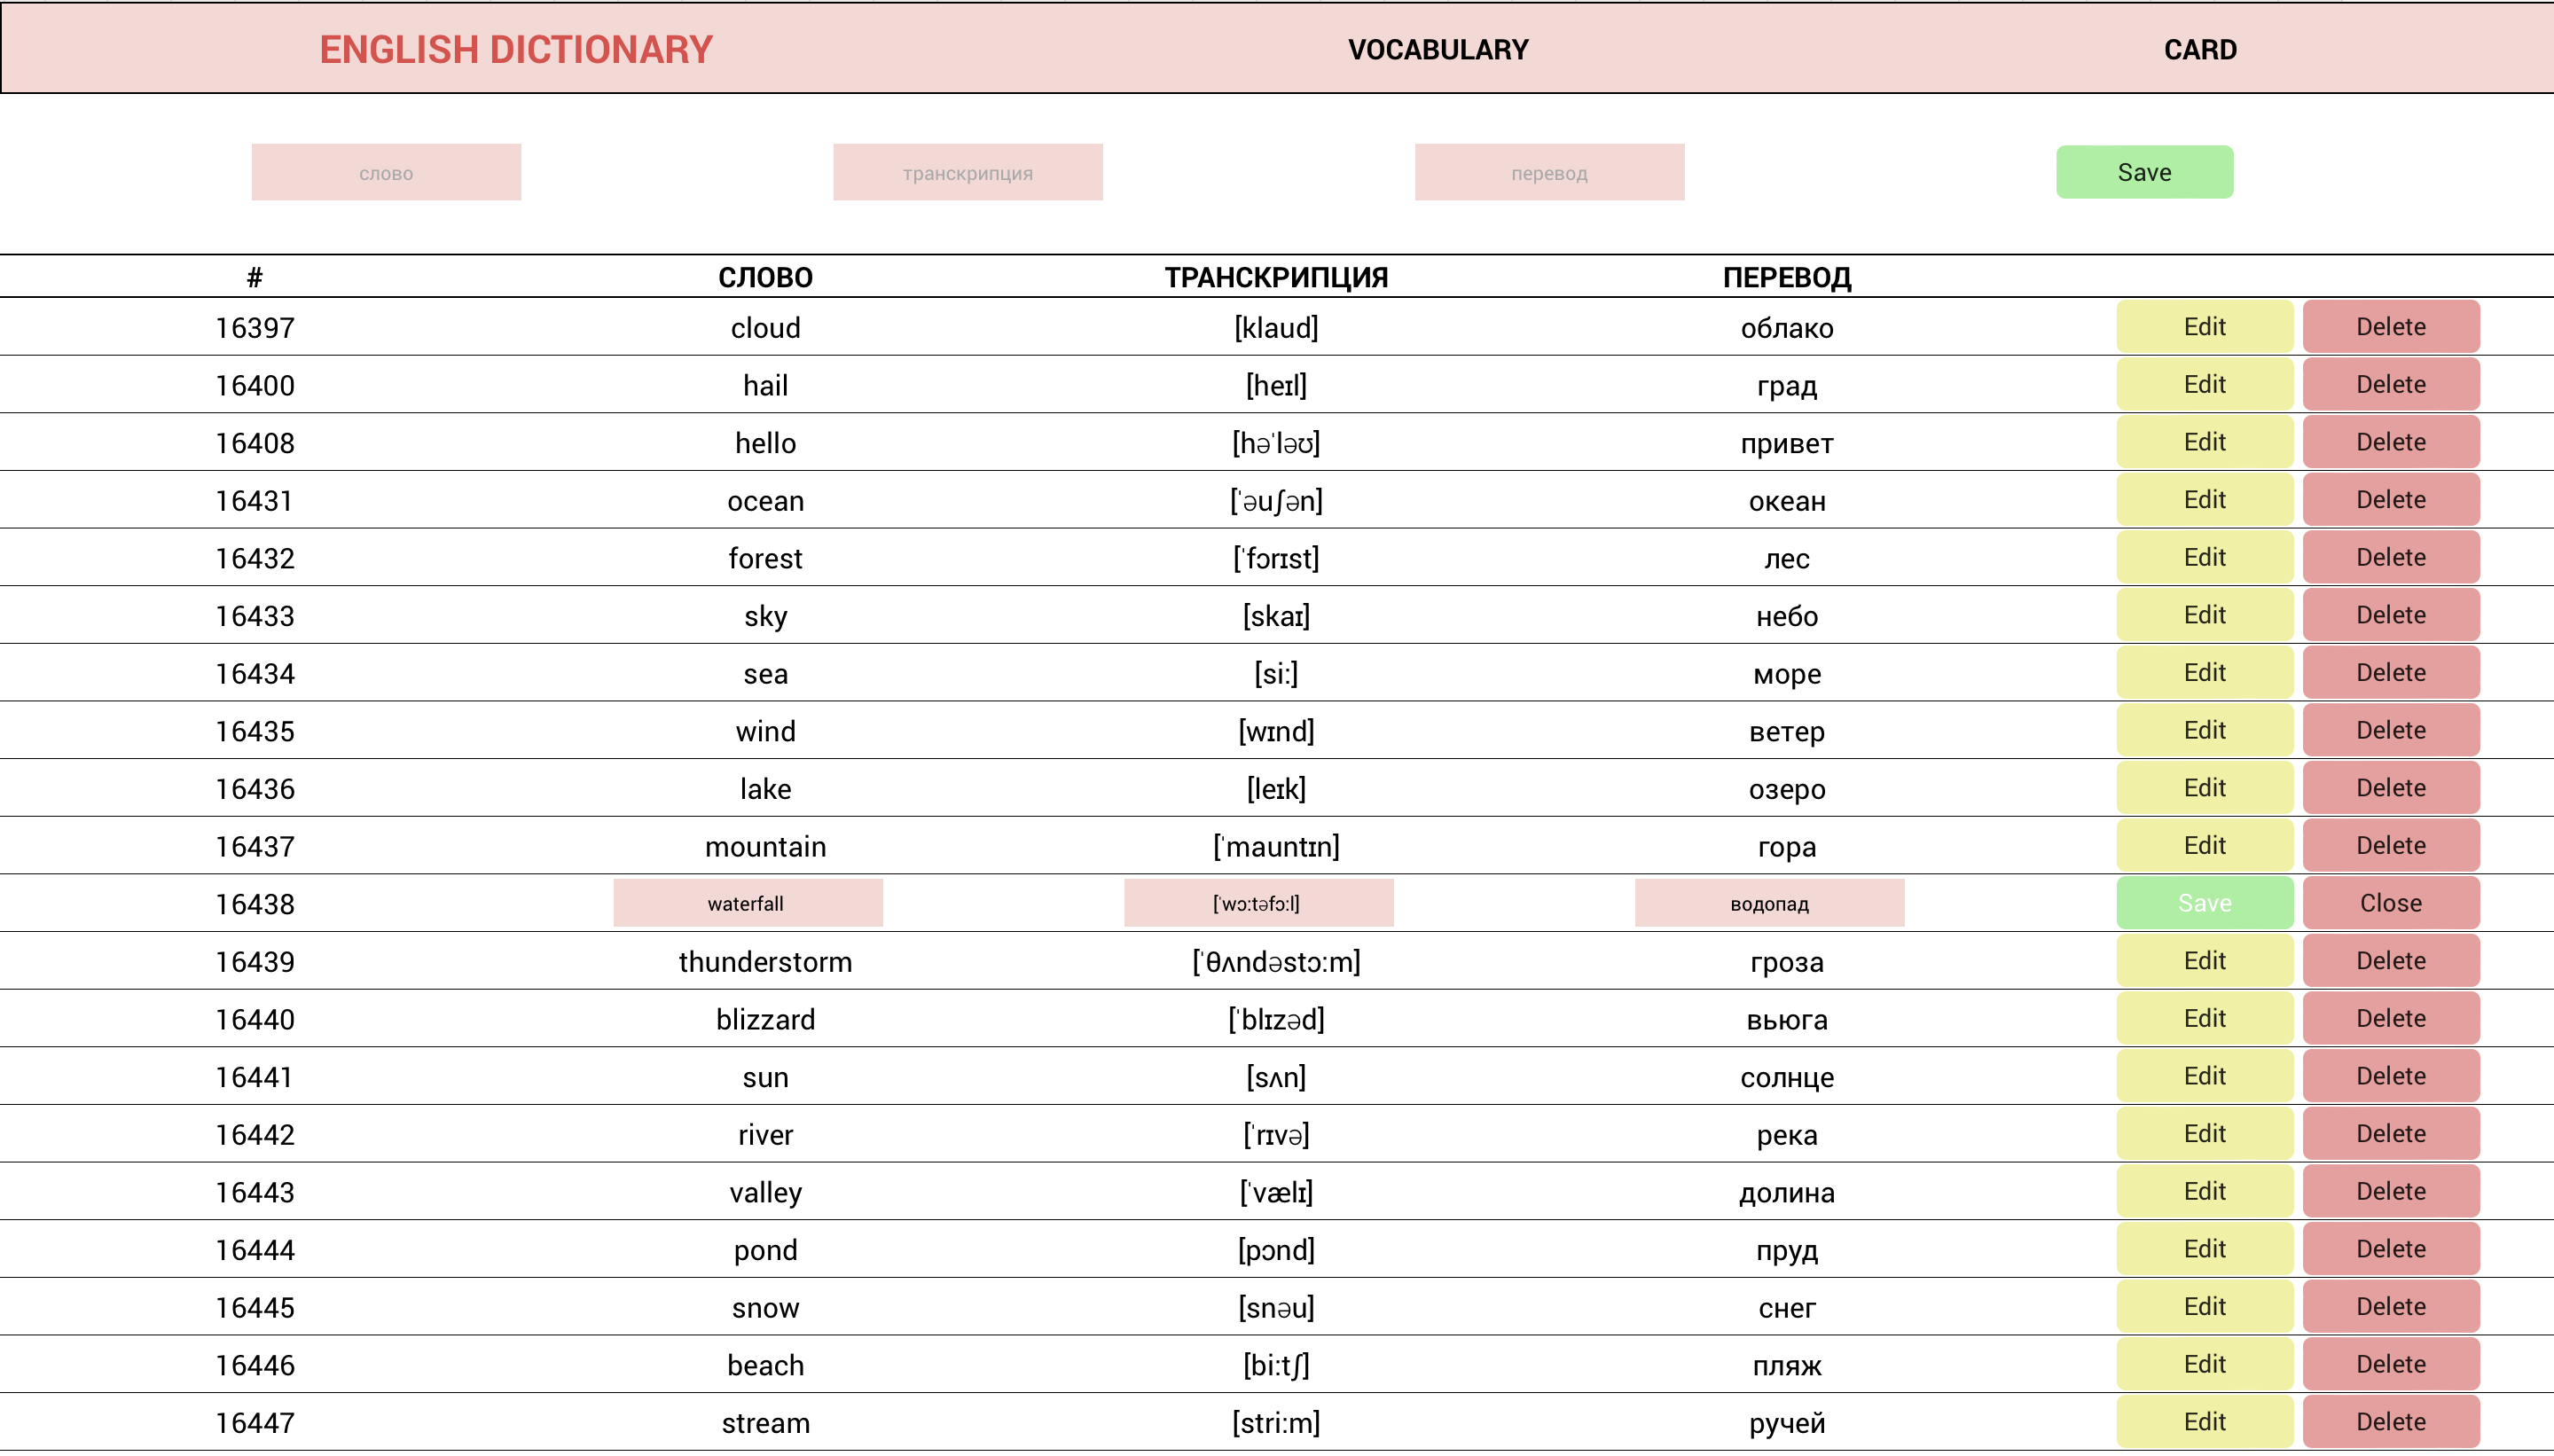 ENGLISH DICTIONARY VOCABULARY CARD
слово транскрипция перевод Save
# СЛОВО ТРАНСКРИПЦИЯ ПЕРЕВОД
16397 cloud [klaud] облако Edit Delete
16400 hail [heɪl] град Edit Delete
16408 hello [həˈləʊ] привет Edit Delete
16431 ocean [ˈəuʃən] океан Edit Delete
16432 forest [ˈfɔrɪst] лес Edit Delete
16433 sky [skaɪ] небо Edit Delete
16434 sea [si:] море Edit Delete
16435 wind [wɪnd] ветер Edit Delete
16436 lake [leɪk] озеро Edit Delete
16437 mountain [ˈmauntɪn] гора Edit Delete
16438 waterfall [ˈwɔ:təfɔ:l] водопад Save Close
16439 thunderstorm [ˈθʌndəstɔ:m] гроза Edit Delete
16440 blizzard [ˈblɪzəd] вьюга Edit Delete
16441 sun [sʌn] солнце Edit Delete
16442 river [ˈrɪvə] река Edit Delete
16443 valley [ˈvælɪ] долина Edit Delete
16444 pond [pɔnd] пруд Edit Delete
16445 snow [snəu] снег Edit Delete
16446 beach [bi:tʃ] пляж Edit Delete
16447 stream [stri:m] ручей Edit Delete